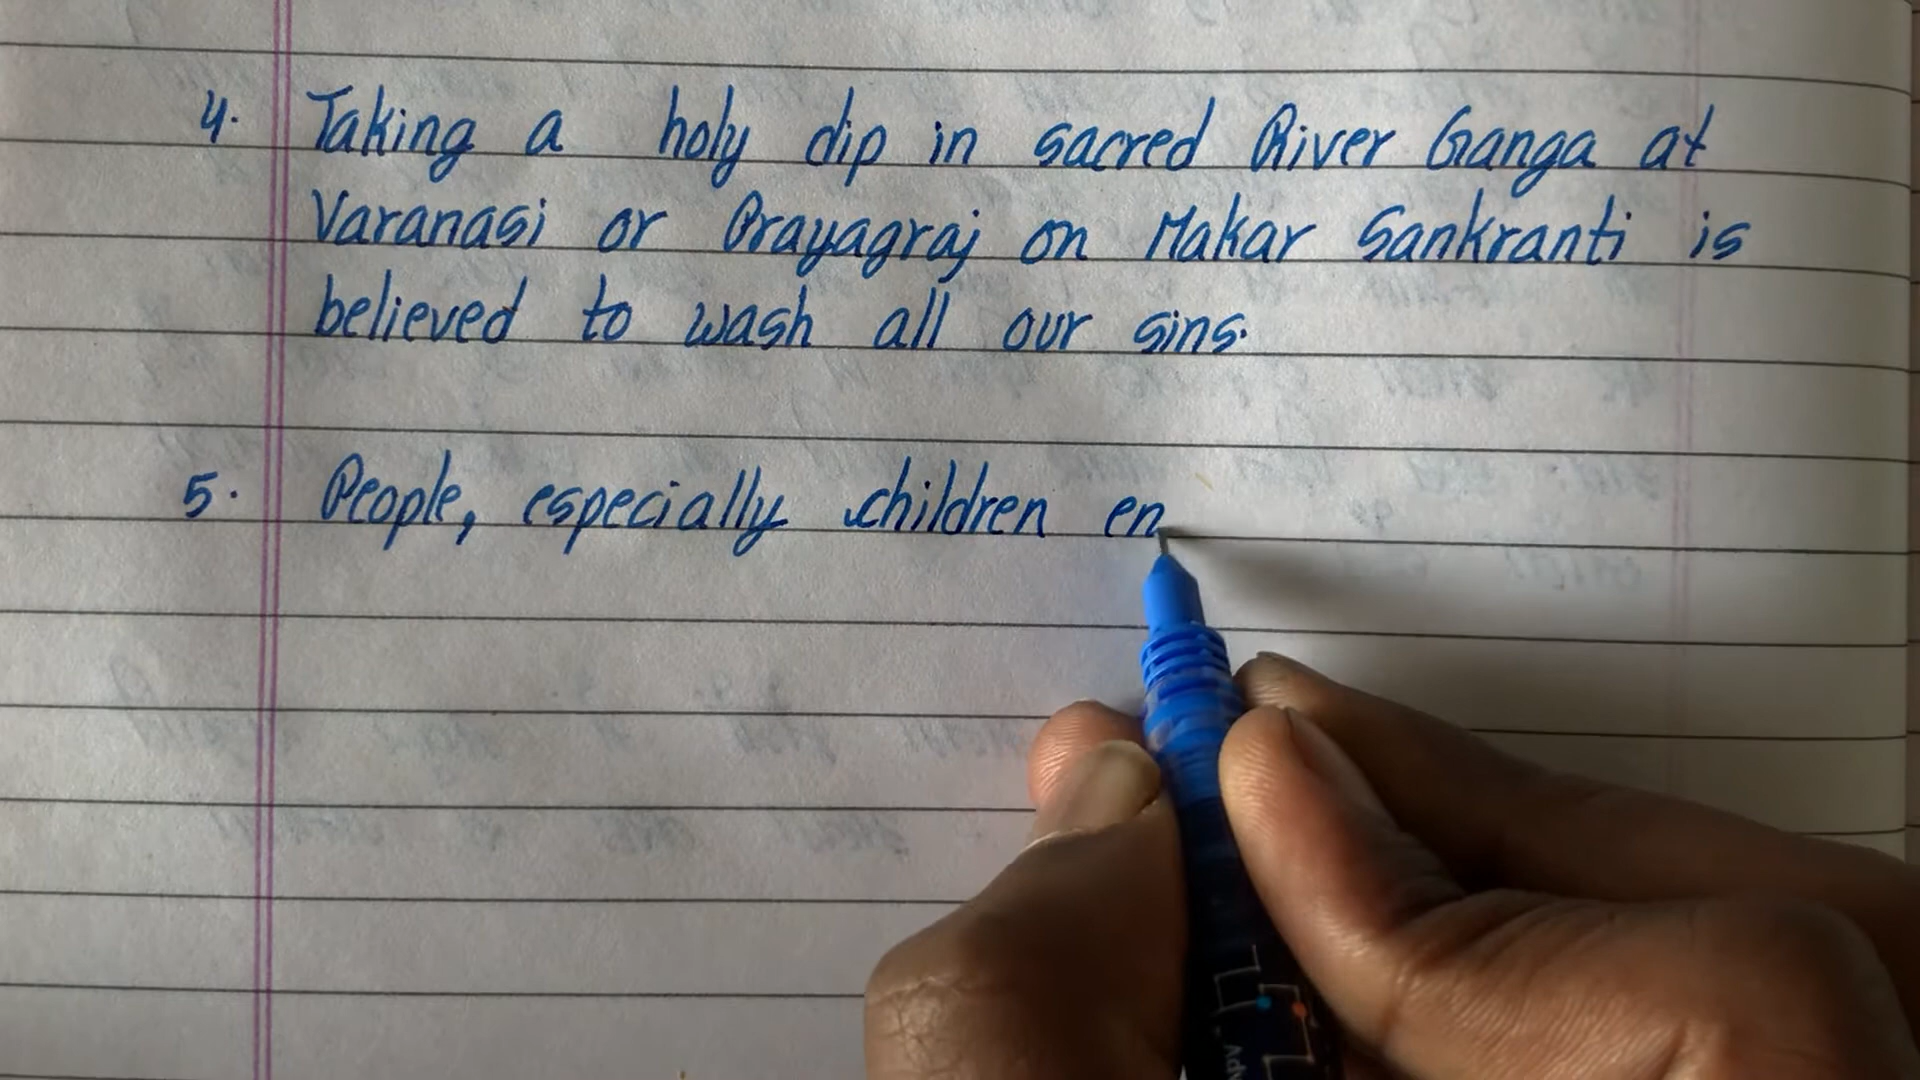 4. Taking a holy dip in sacred River Ganga at
Varanasi or Prayagraj on Makar Sankranti is
believed to wash all our sins.
5. People, especially children en